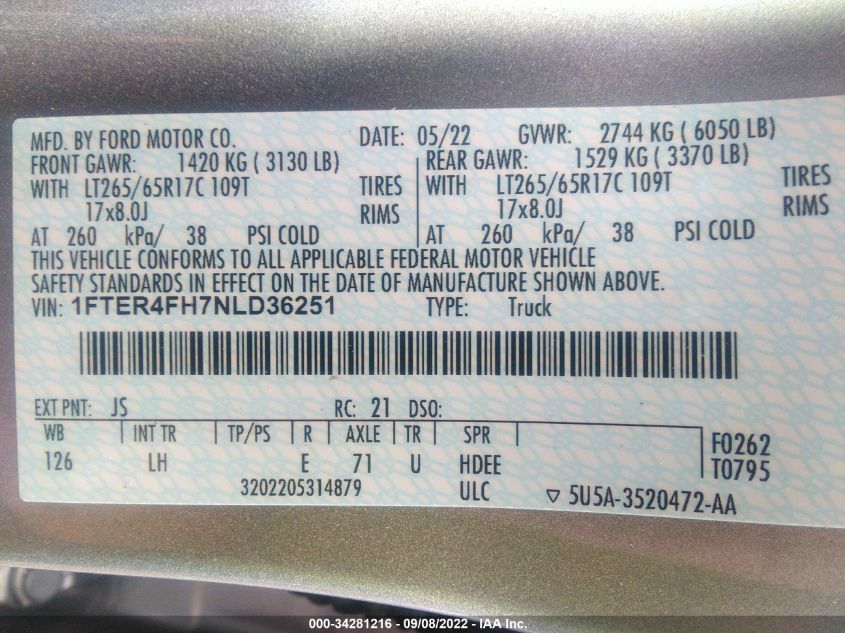 MFD. BY FORD MOTOR CO. DATE: 05/22 GVWR: 2744 KG ( 6050 LB)
FRONT GAWR: 1420 KG ( 3130 LB) REAR GAWR: 1529 KG ( 3370 LB)
WITH LT265/65R17C 109T TIRES WITH LT265/65R17C 109T TIRES
17x8.0J RIMS 17x8.0J RIMS
AT 260 kPa/ 38 PSI COLD AT 260 kPa/ 38 PSI COLD
THIS VEHICLE CONFORMS TO ALL APPLICABLE FEDERAL MOTOR VEHICLE
SAFETY STANDARDS IN EFFECT ON THE DATE OF MANUFACTURE SHOWN ABOVE.
VIN: 1FTER4FH7NLD36251 TYPE: Truck
EXT PNT: JS RC: 21 DSO:
WB INT TR TP/PS R AXLE TR SPR F0262
126 LH E 71 U HDEE T0795
3202205314879 ULC ▽ 5U5A-3520472-AA
000-34281216 - 09/08/2022 - IAA Inc.